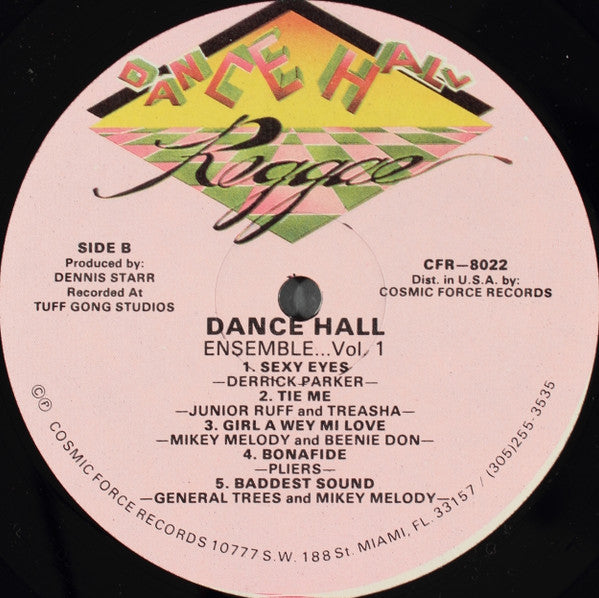 DANCE HALL
Reggae
SIDE B
Produced by:
DENNIS STARR
Recorded At
TUFF GONG STUDIOS
CFR—8022
Dist. in U.S.A. by:
COSMIC FORCE RECORDS
DANCE HALL
ENSEMBLE...Vol. 1
1. SEXY EYES
—DERRICK PARKER—
2. TIE ME
—JUNIOR RUFF and TREASHA—
3. GIRL A WEY MI LOVE
—MIKEY MELODY and BEENIE DON—
4. BONAFIDE
—PLIERS—
5. BADDEST SOUND
—GENERAL TREES and MIKEY MELODY—
©℗ COSMIC FORCE RECORDS 10777 S.W. 188 St. MIAMI, FL. 33157 / (305)255-3535